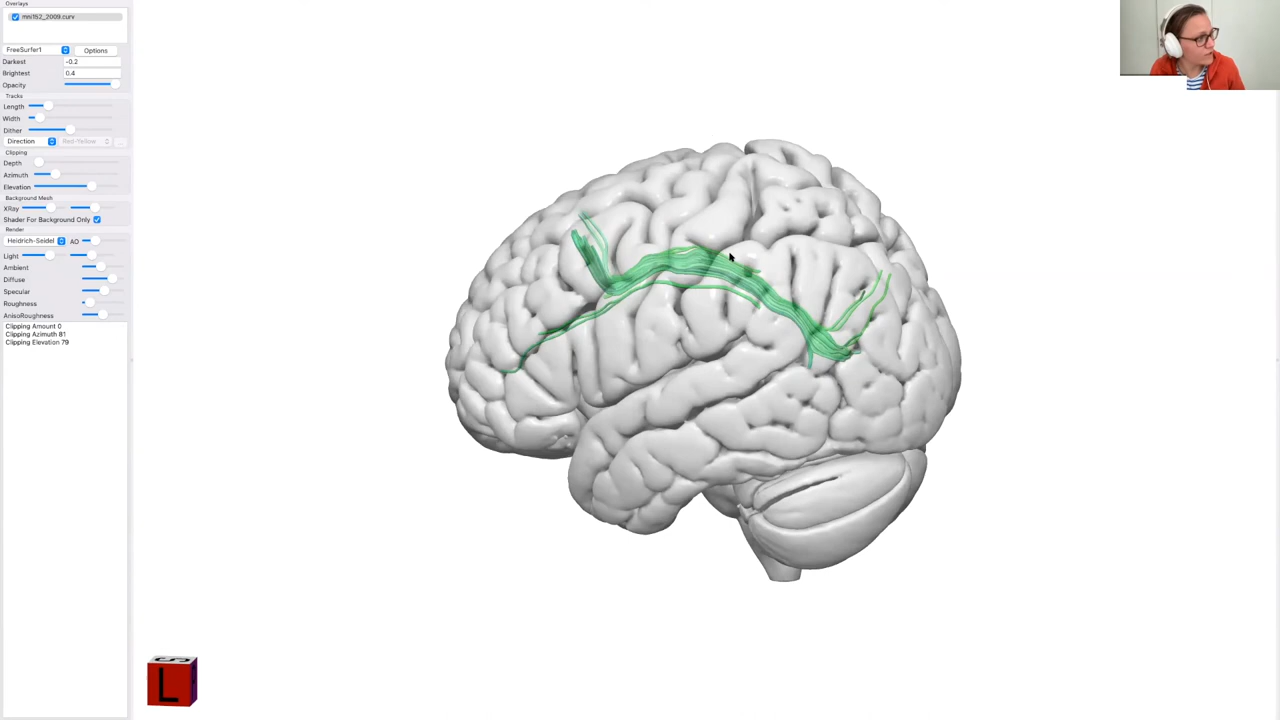 Overlays
mni152_2009.curv
FreeSurfer1 Options
Darkest -0.2
Brightest 0.4
Opacity
Tracks
Length
Width
Dither
Direction Red-Yellow ...
Clipping
Depth
Azimuth
Elevation
Background Mesh
XRay
Shader For Background Only
Render
Heidrich-Seidel AO
Light
Ambient
Diffuse
Specular
Roughness
AnisoRoughness
Clipping Amount 0
Clipping Azimuth 81
Clipping Elevation 79
S
L